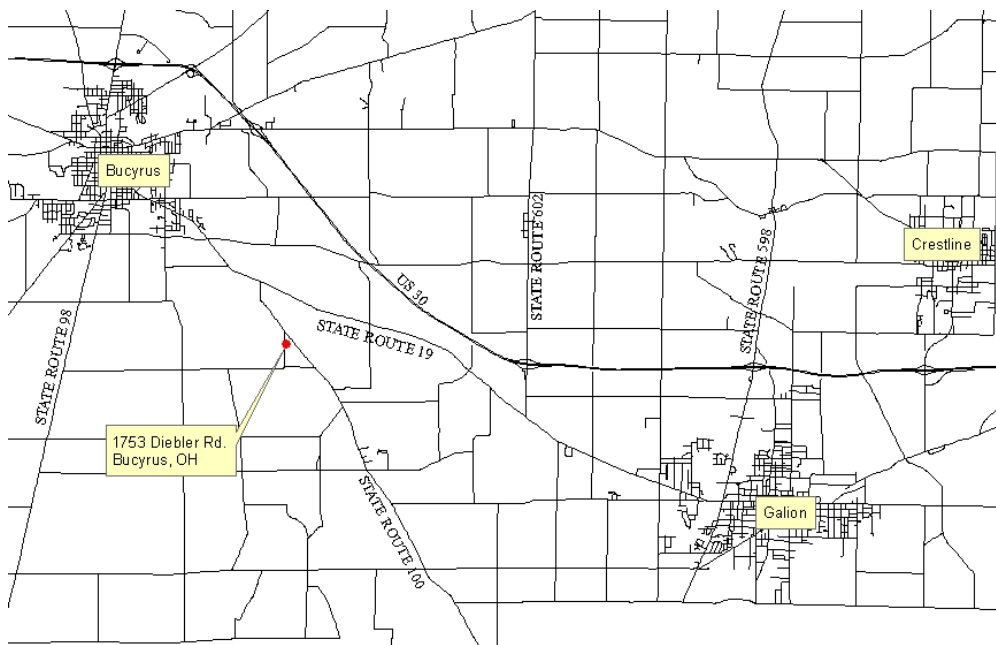 Bucyrus
STATE ROUTE 602
Crestline
STATE ROUTE 598
US 30
STATE ROUTE 19
STATE ROUTE 98
1753 Diebler Rd.
Bucyrus, OH
STATE ROUTE 100
Galion